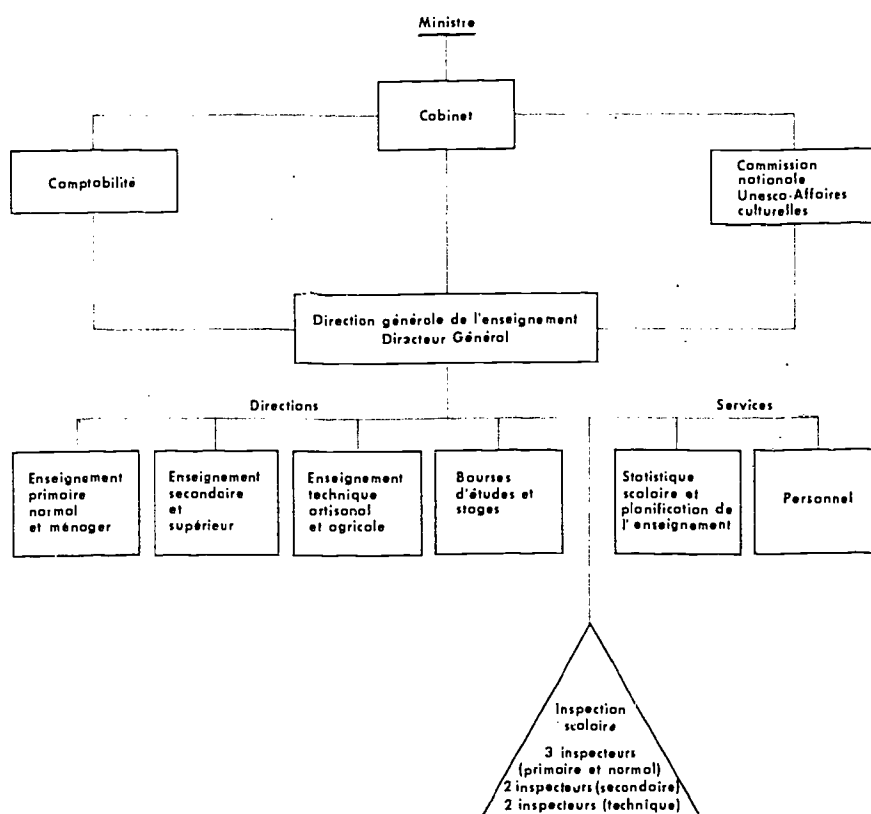 Ministre
Cabinet
Comptabilité
Commission
nationale
Unesco-Affaires
culturelles
Direction générale de l'enseignement
Directeur Général
Directions
Services
Enseignement
primaire
normal
et ménager
Enseignement
secondaire
et
supérieur
Enseignement
technique
artisanal
et agricole
Bourses
d'études et
stages
Statistique
scolaire et
planification de
l'enseignement
Personnel
Inspection
scolaire
3 inspecteurs
(primaire et normal)
2 inspecteurs (secondaire)
2 inspecteurs (technique)